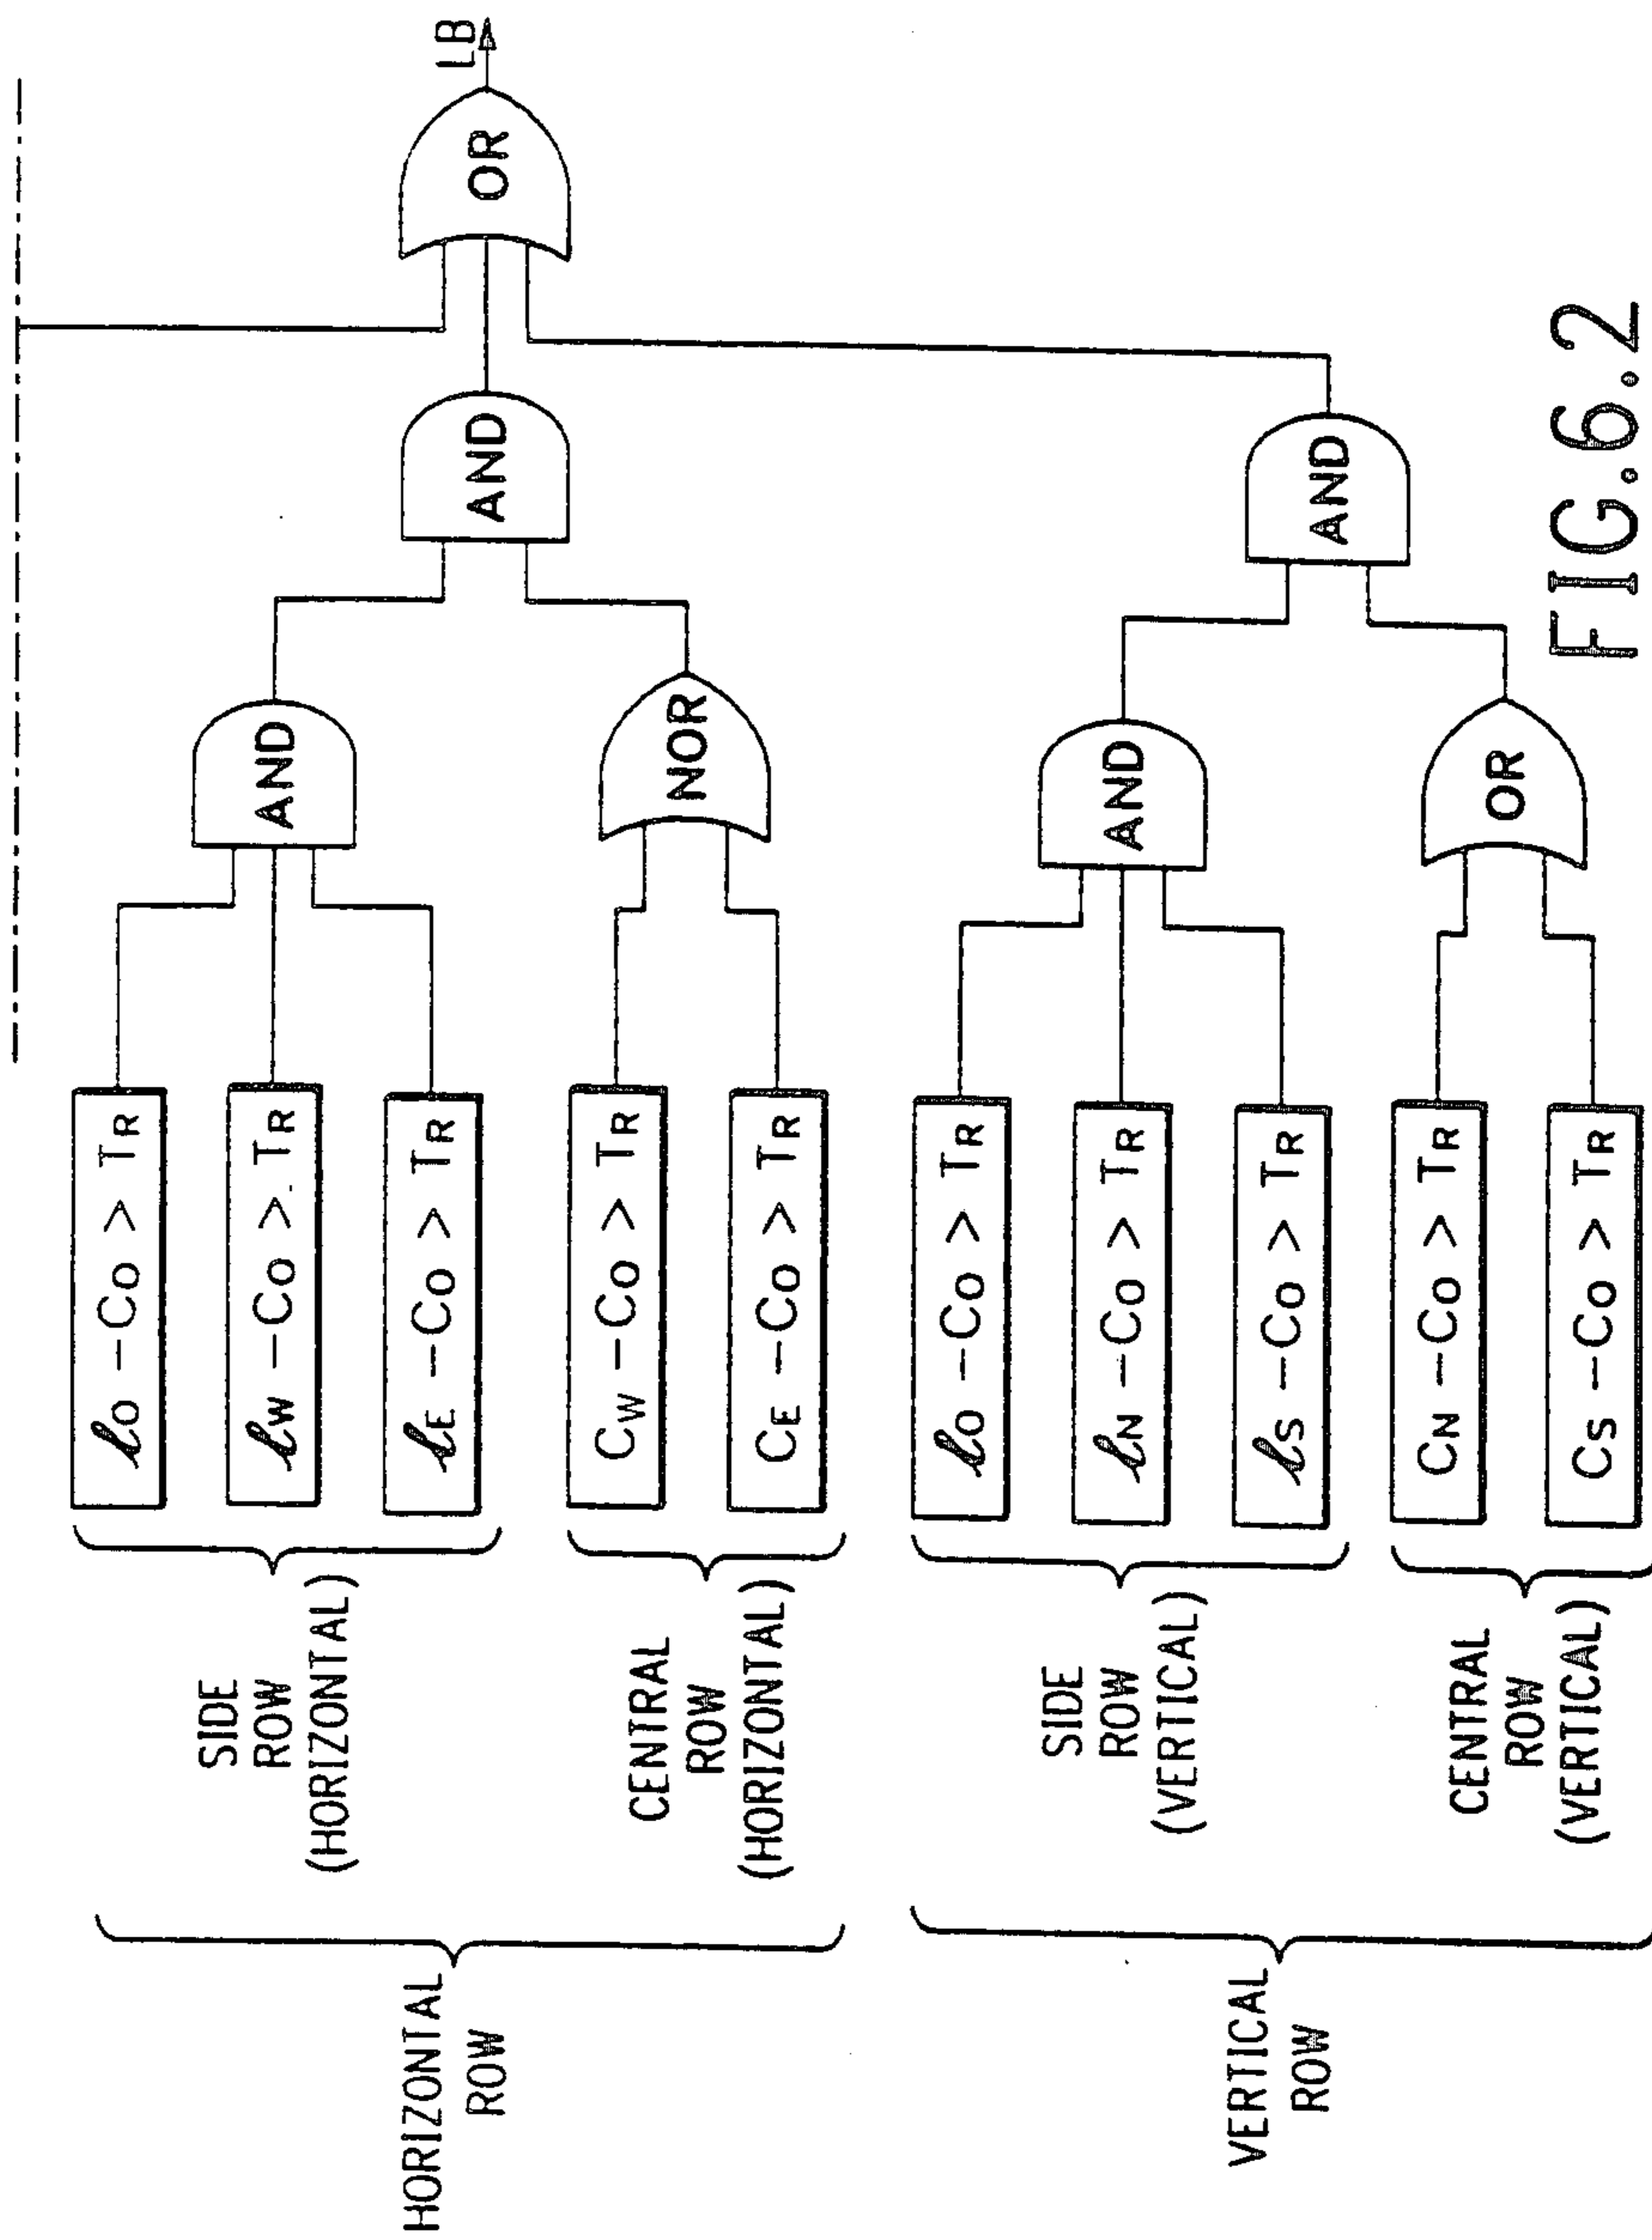 HORIZONTAL
ROW
SIDE
ROW
(HORIZONTAL)
ℓO – CO > TR
ℓW – CO > TR
ℓE – CO > TR
AND
CENTRAL
ROW
(HORIZONTAL)
CW – CO > TR
CE – CO > TR
NOR
AND
OR
LB
VERTICAL
ROW
SIDE
ROW
(VERTICAL)
ℓO – CO > TR
ℓN – CO > TR
ℓS – CO > TR
AND
CENTRAL
ROW
(VERTICAL)
CN – CO > TR
CS – CO > TR
OR
AND
FIG.6.2